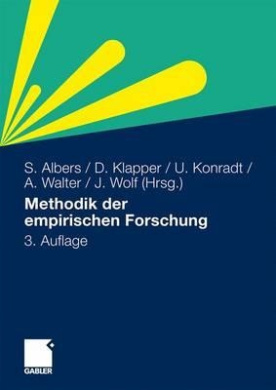 S. Albers / D. Klapper / U. Konradt /
A. Walter / J. Wolf (Hrsg.)
Methodik der
empirischen Forschung
3. Auflage
GABLER